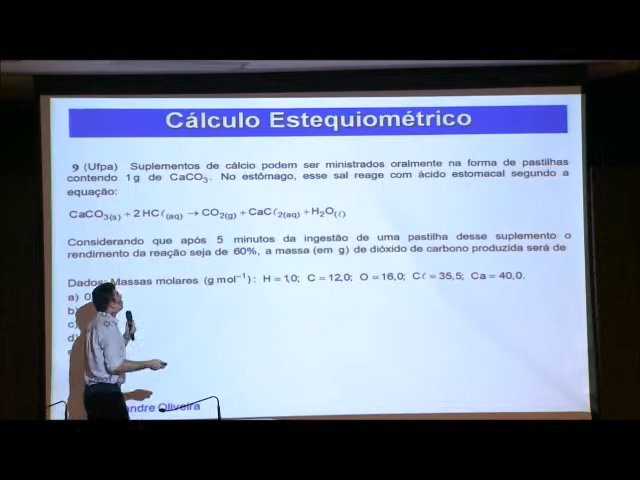 Cálculo Estequiométrico
9 (Ufpa) Suplementos de cálcio podem ser ministrados oralmente na forma de pastilhas
contendo 1g de CaCO₃. No estômago, esse sal reage com ácido estomacal segundo a
equação:
CaCO₃(s) + 2 HCℓ(aq) → CO₂(g) + CaCℓ₂(aq) + H₂O(ℓ)
Considerando que após 5 minutos da ingestão de uma pastilha desse suplemento o
rendimento da reação seja de 60%, a massa (em g) de dióxido de carbono produzida será de
Dados: Massas molares (g mol⁻¹) : H = 1,0; C = 12,0; O = 16,0; Cℓ = 35,5; Ca = 40,0.
a) 0
b)
c)
d)
Oliveira